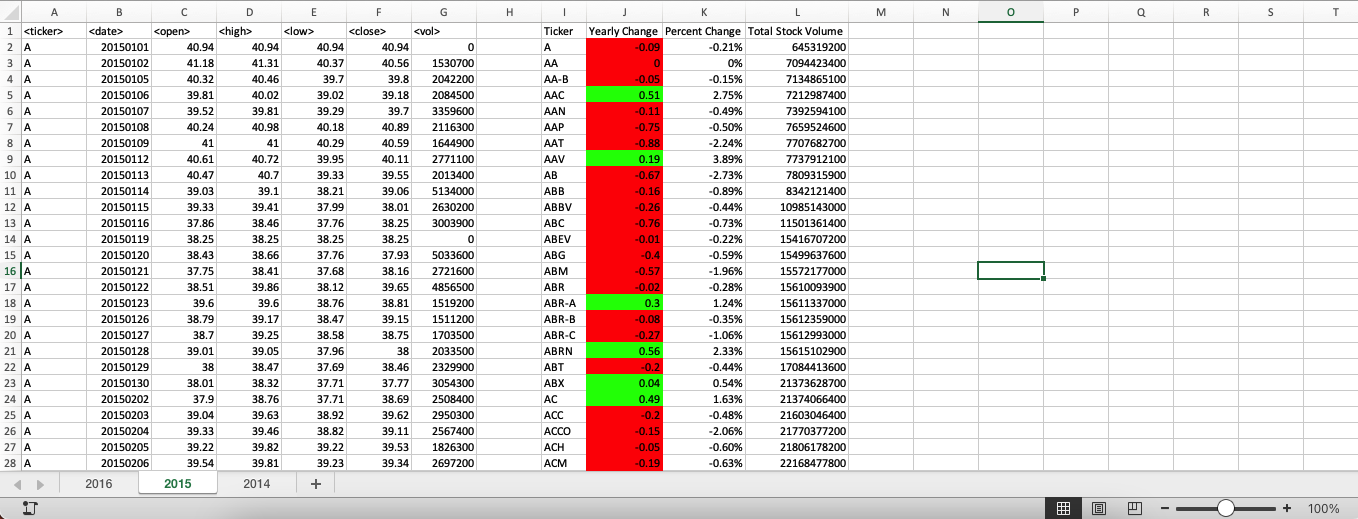 A B C D E F G H I J K L M N O P Q R S T
1 <ticker> <date> <open> <high> <low> <close> <vol> Ticker Yearly Change Percent Change Total Stock Volume
2 A 20150101 40.94 40.94 40.94 40.94 0 A -0.09 -0.21% 645319200
3 A 20150102 41.18 41.31 40.37 40.56 1530700 AA 0 0% 7094423400
4 A 20150105 40.32 40.46 39.7 39.8 2042200 AA-B -0.05 -0.15% 7134865100
5 A 20150106 39.81 40.02 39.02 39.18 2084500 AAC 0.51 2.75% 7212987400
6 A 20150107 39.52 39.81 39.29 39.7 3359600 AAN -0.11 -0.49% 7392594100
7 A 20150108 40.24 40.98 40.18 40.89 2116300 AAP -0.75 -0.50% 7659524600
8 A 20150109 41 41 40.29 40.59 1644900 AAT -0.88 -2.24% 7707682700
9 A 20150112 40.61 40.72 39.95 40.11 2771100 AAV 0.19 3.89% 7737912100
10 A 20150113 40.47 40.7 39.33 39.55 2013400 AB -0.67 -2.73% 7809315900
11 A 20150114 39.03 39.1 38.21 39.06 5134000 ABB -0.16 -0.89% 8342121400
12 A 20150115 39.33 39.41 37.99 38.01 2630200 ABBV -0.26 -0.44% 10985143000
13 A 20150116 37.86 38.46 37.76 38.25 3003900 ABC -0.76 -0.73% 11501361400
14 A 20150119 38.25 38.25 38.25 38.25 0 ABEV -0.01 -0.22% 15416707200
15 A 20150120 38.43 38.66 37.76 37.93 5033600 ABG -0.4 -0.59% 15499637600
16 A 20150121 37.75 38.41 37.68 38.16 2721600 ABM -0.57 -1.96% 15572177000
17 A 20150122 38.51 39.86 38.12 39.65 4856500 ABR -0.02 -0.28% 15610093900
18 A 20150123 39.6 39.6 38.76 38.81 1519200 ABR-A 0.3 1.24% 15611337000
19 A 20150126 38.79 39.17 38.47 39.15 1511200 ABR-B -0.08 -0.35% 15612359000
20 A 20150127 38.7 39.25 38.58 38.75 1703500 ABR-C -0.27 -1.06% 15612993000
21 A 20150128 39.01 39.05 37.96 38 2033500 ABRN 0.56 2.33% 15615102900
22 A 20150129 38 38.47 37.69 38.46 2329900 ABT -0.2 -0.44% 17084413600
23 A 20150130 38.01 38.32 37.71 37.77 3054300 ABX 0.04 0.54% 21373628700
24 A 20150202 37.9 38.76 37.71 38.69 2508400 AC 0.49 1.63% 21374066400
25 A 20150203 39.04 39.63 38.92 39.62 2950300 ACC -0.2 -0.48% 21603046400
26 A 20150204 39.33 39.46 38.82 39.11 2567400 ACCO -0.15 -2.06% 21770377200
27 A 20150205 39.22 39.82 39.22 39.53 1826300 ACH -0.05 -0.60% 21806178200
28 A 20150206 39.54 39.81 39.23 39.34 2697200 ACM -0.19 -0.63% 22168477800
2016 2015 2014 +
100%